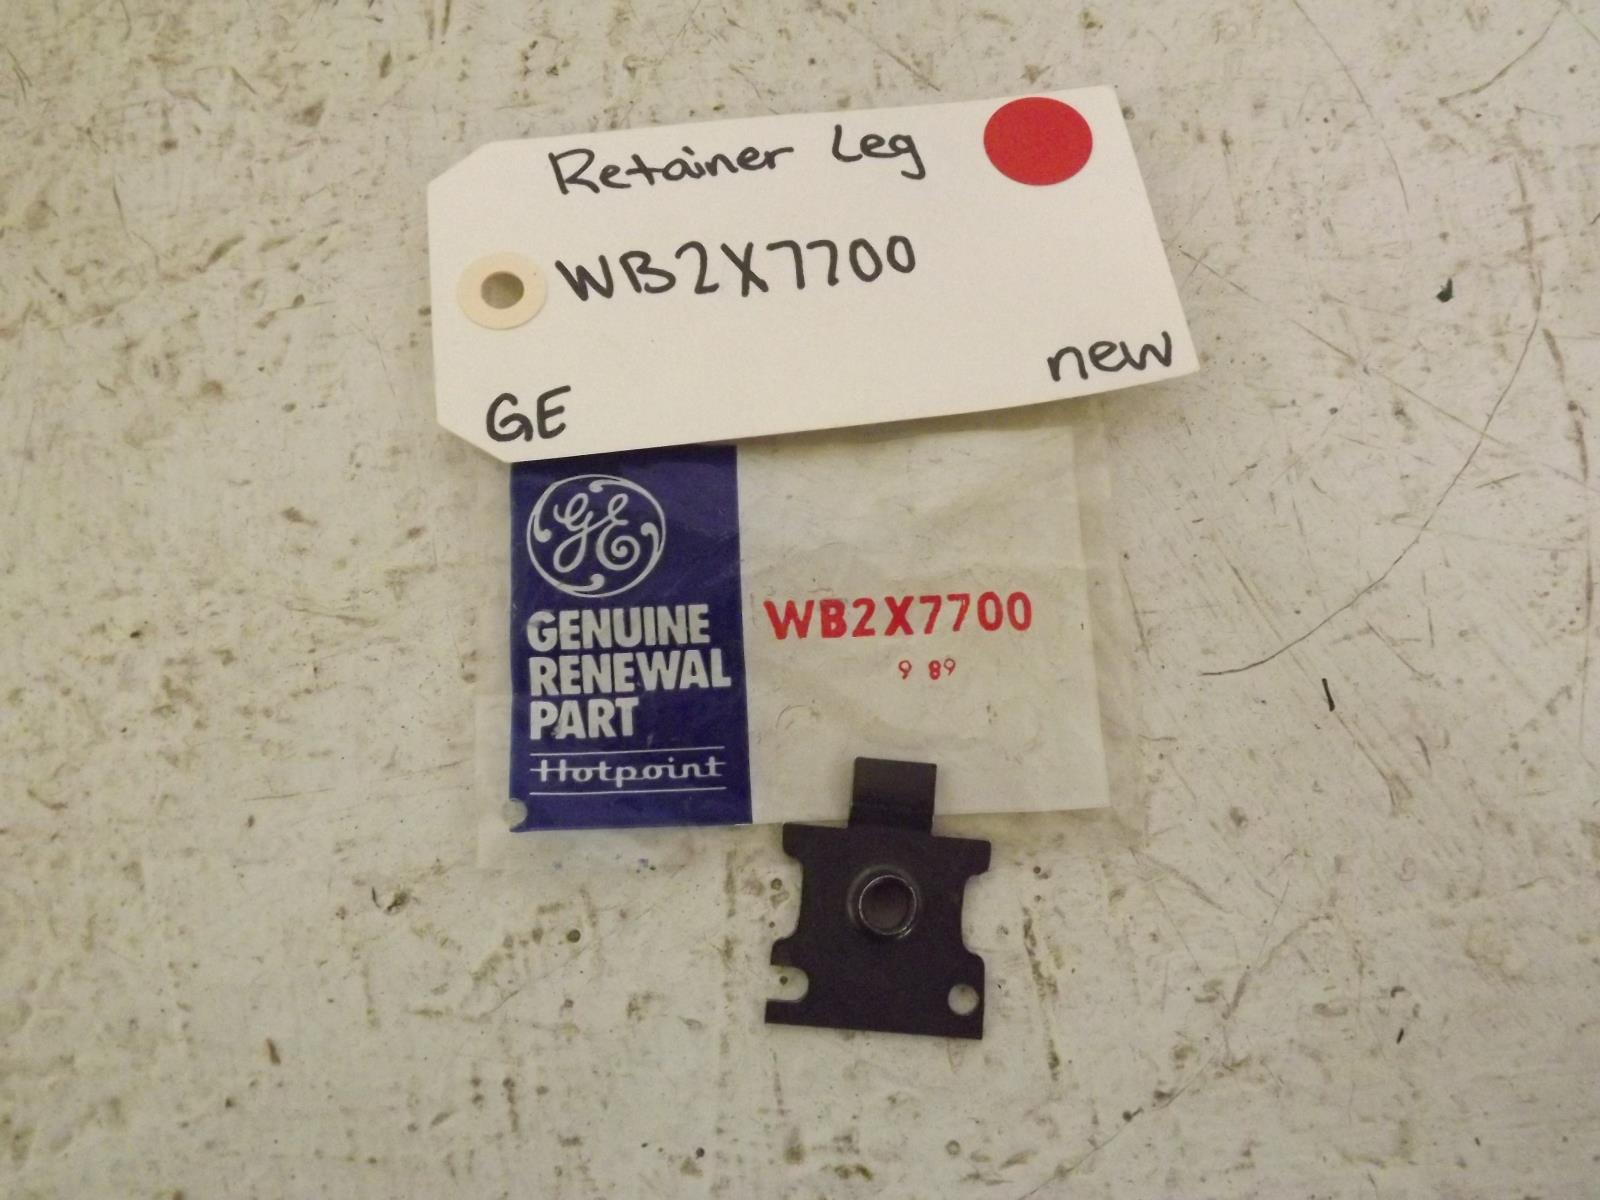 Retainer Leg
WB2X7700
new
GE
GE
GENUINE
RENEWAL
PART
Hotpoint
WB2X7700
9 89